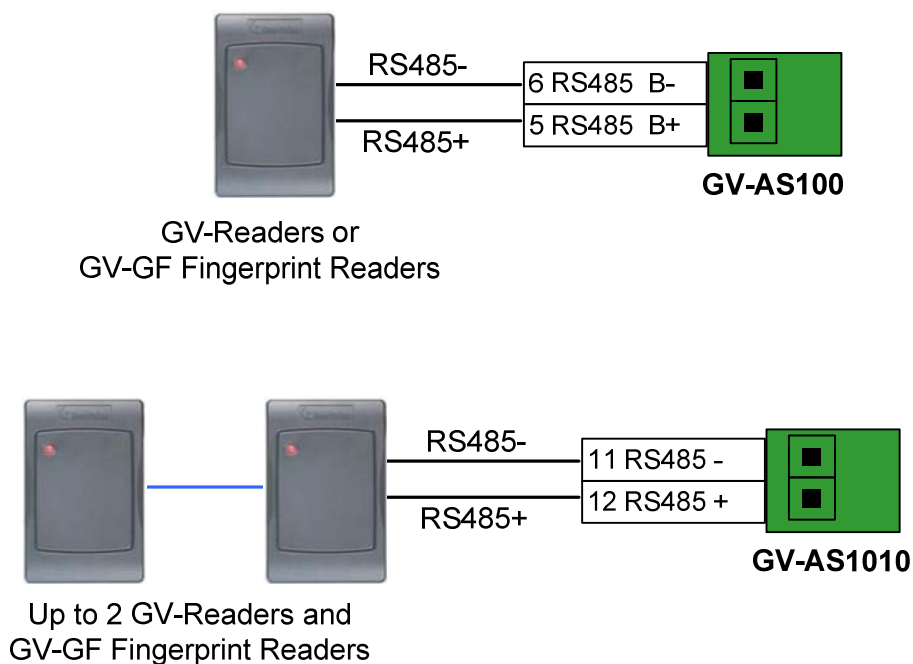 RS485-
6 RS485 B-
5 RS485 B+
RS485+
GV-AS100
GV-Readers or
GV-GF Fingerprint Readers
RS485-
11 RS485 -
12 RS485 +
RS485+
GV-AS1010
Up to 2 GV-Readers and
GV-GF Fingerprint Readers